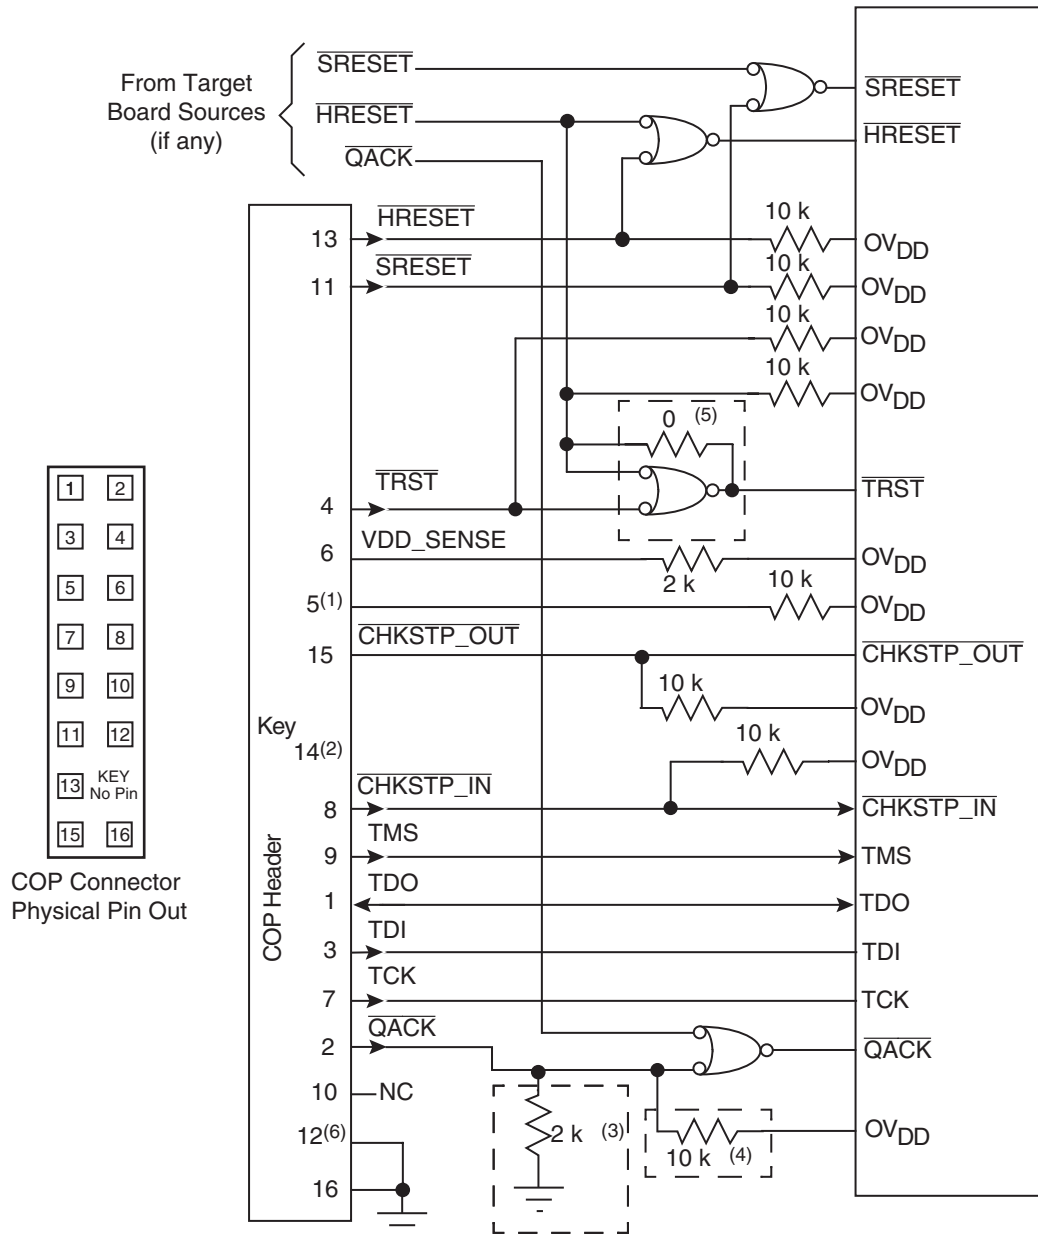 From Target
Board Sources
(if any)
SRESET
HRESET
QACK
SRESET
HRESET
13
HRESET
10 k
OVDD
11
SRESET
10 k
OVDD
10 k
OVDD
10 k
OVDD
0 (5)
4
TRST
TRST
6
VDD_SENSE
2 k
OVDD
5(1)
10 k
OVDD
15
CHKSTP_OUT
CHKSTP_OUT
10 k
OVDD
Key
14(2)
10 k
OVDD
8
CHKSTP_IN
CHKSTP_IN
9
TMS
TMS
1
TDO
TDO
3
TDI
TDI
7
TCK
TCK
2
QACK
QACK
10
NC
12(6)
2 k (3)
10 k (4)
OVDD
16
COP Header
1 2
3 4
5 6
7 8
9 10
11 12
13 KEY
No Pin
15 16
COP Connector
Physical Pin Out